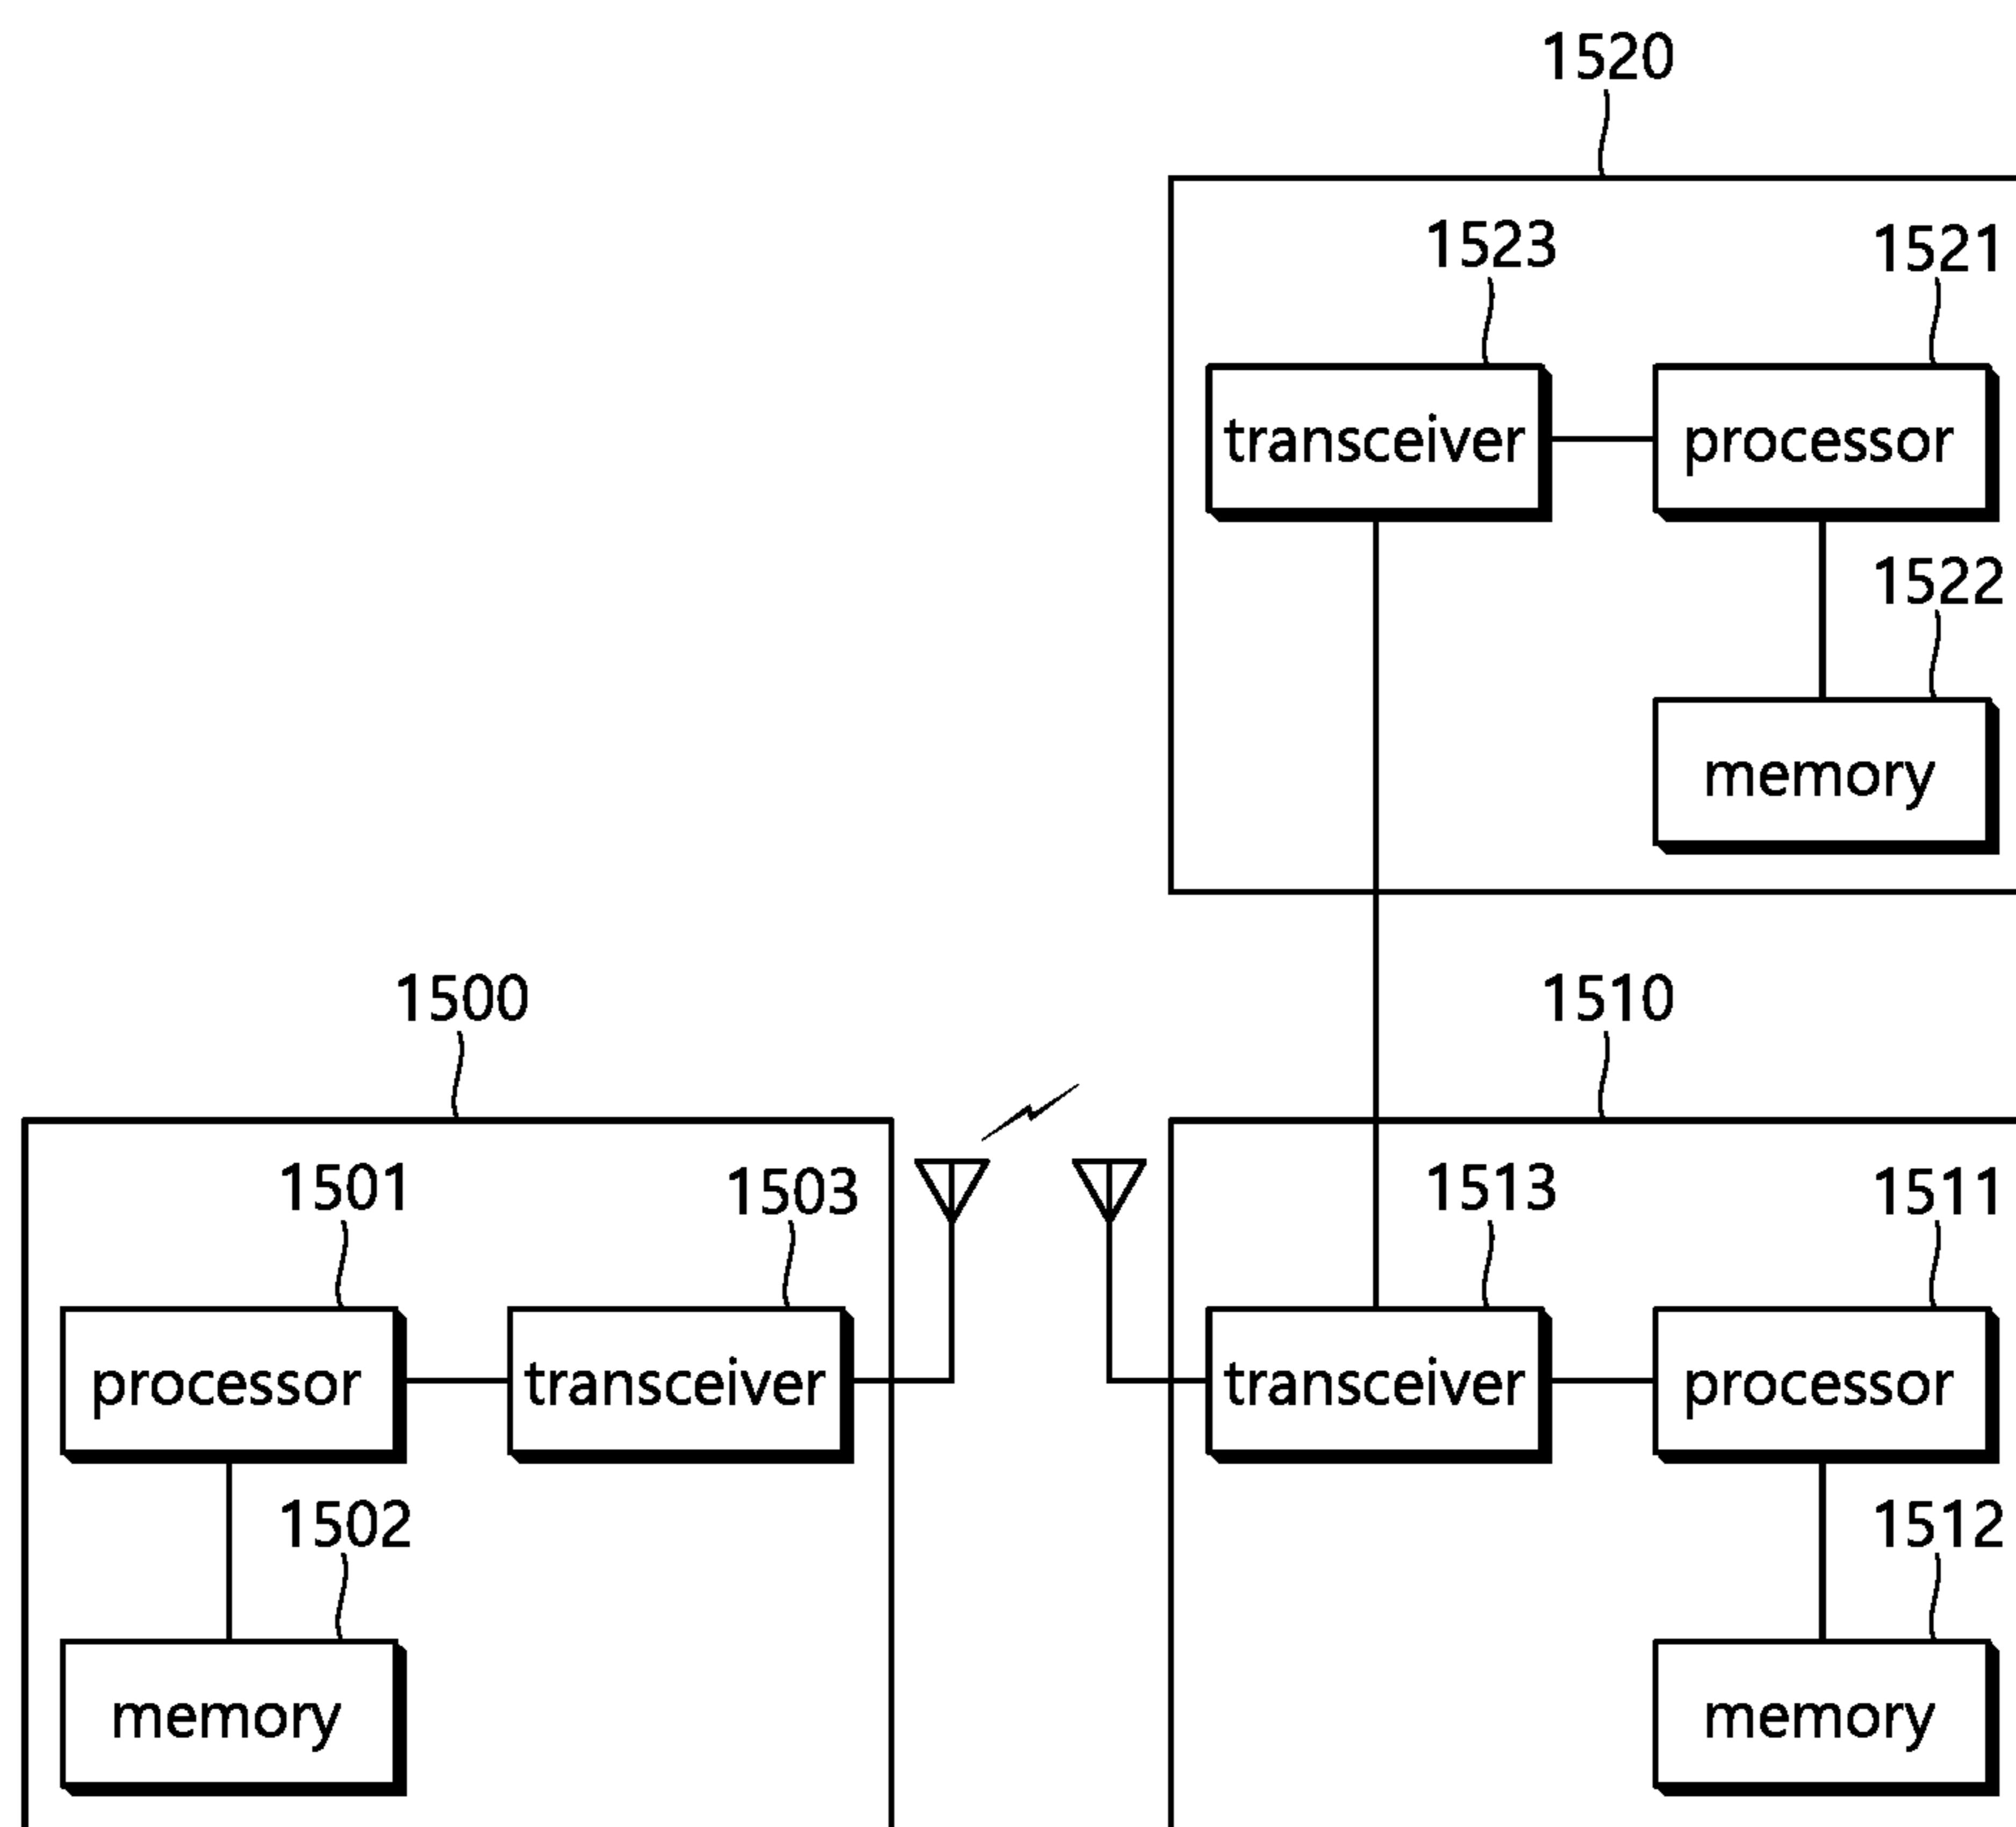 1520
1523
1521
transceiver
processor
1522
memory
1500
1510
1501
1503
1513
1511
processor
transceiver
transceiver
processor
1502
1512
memory
memory